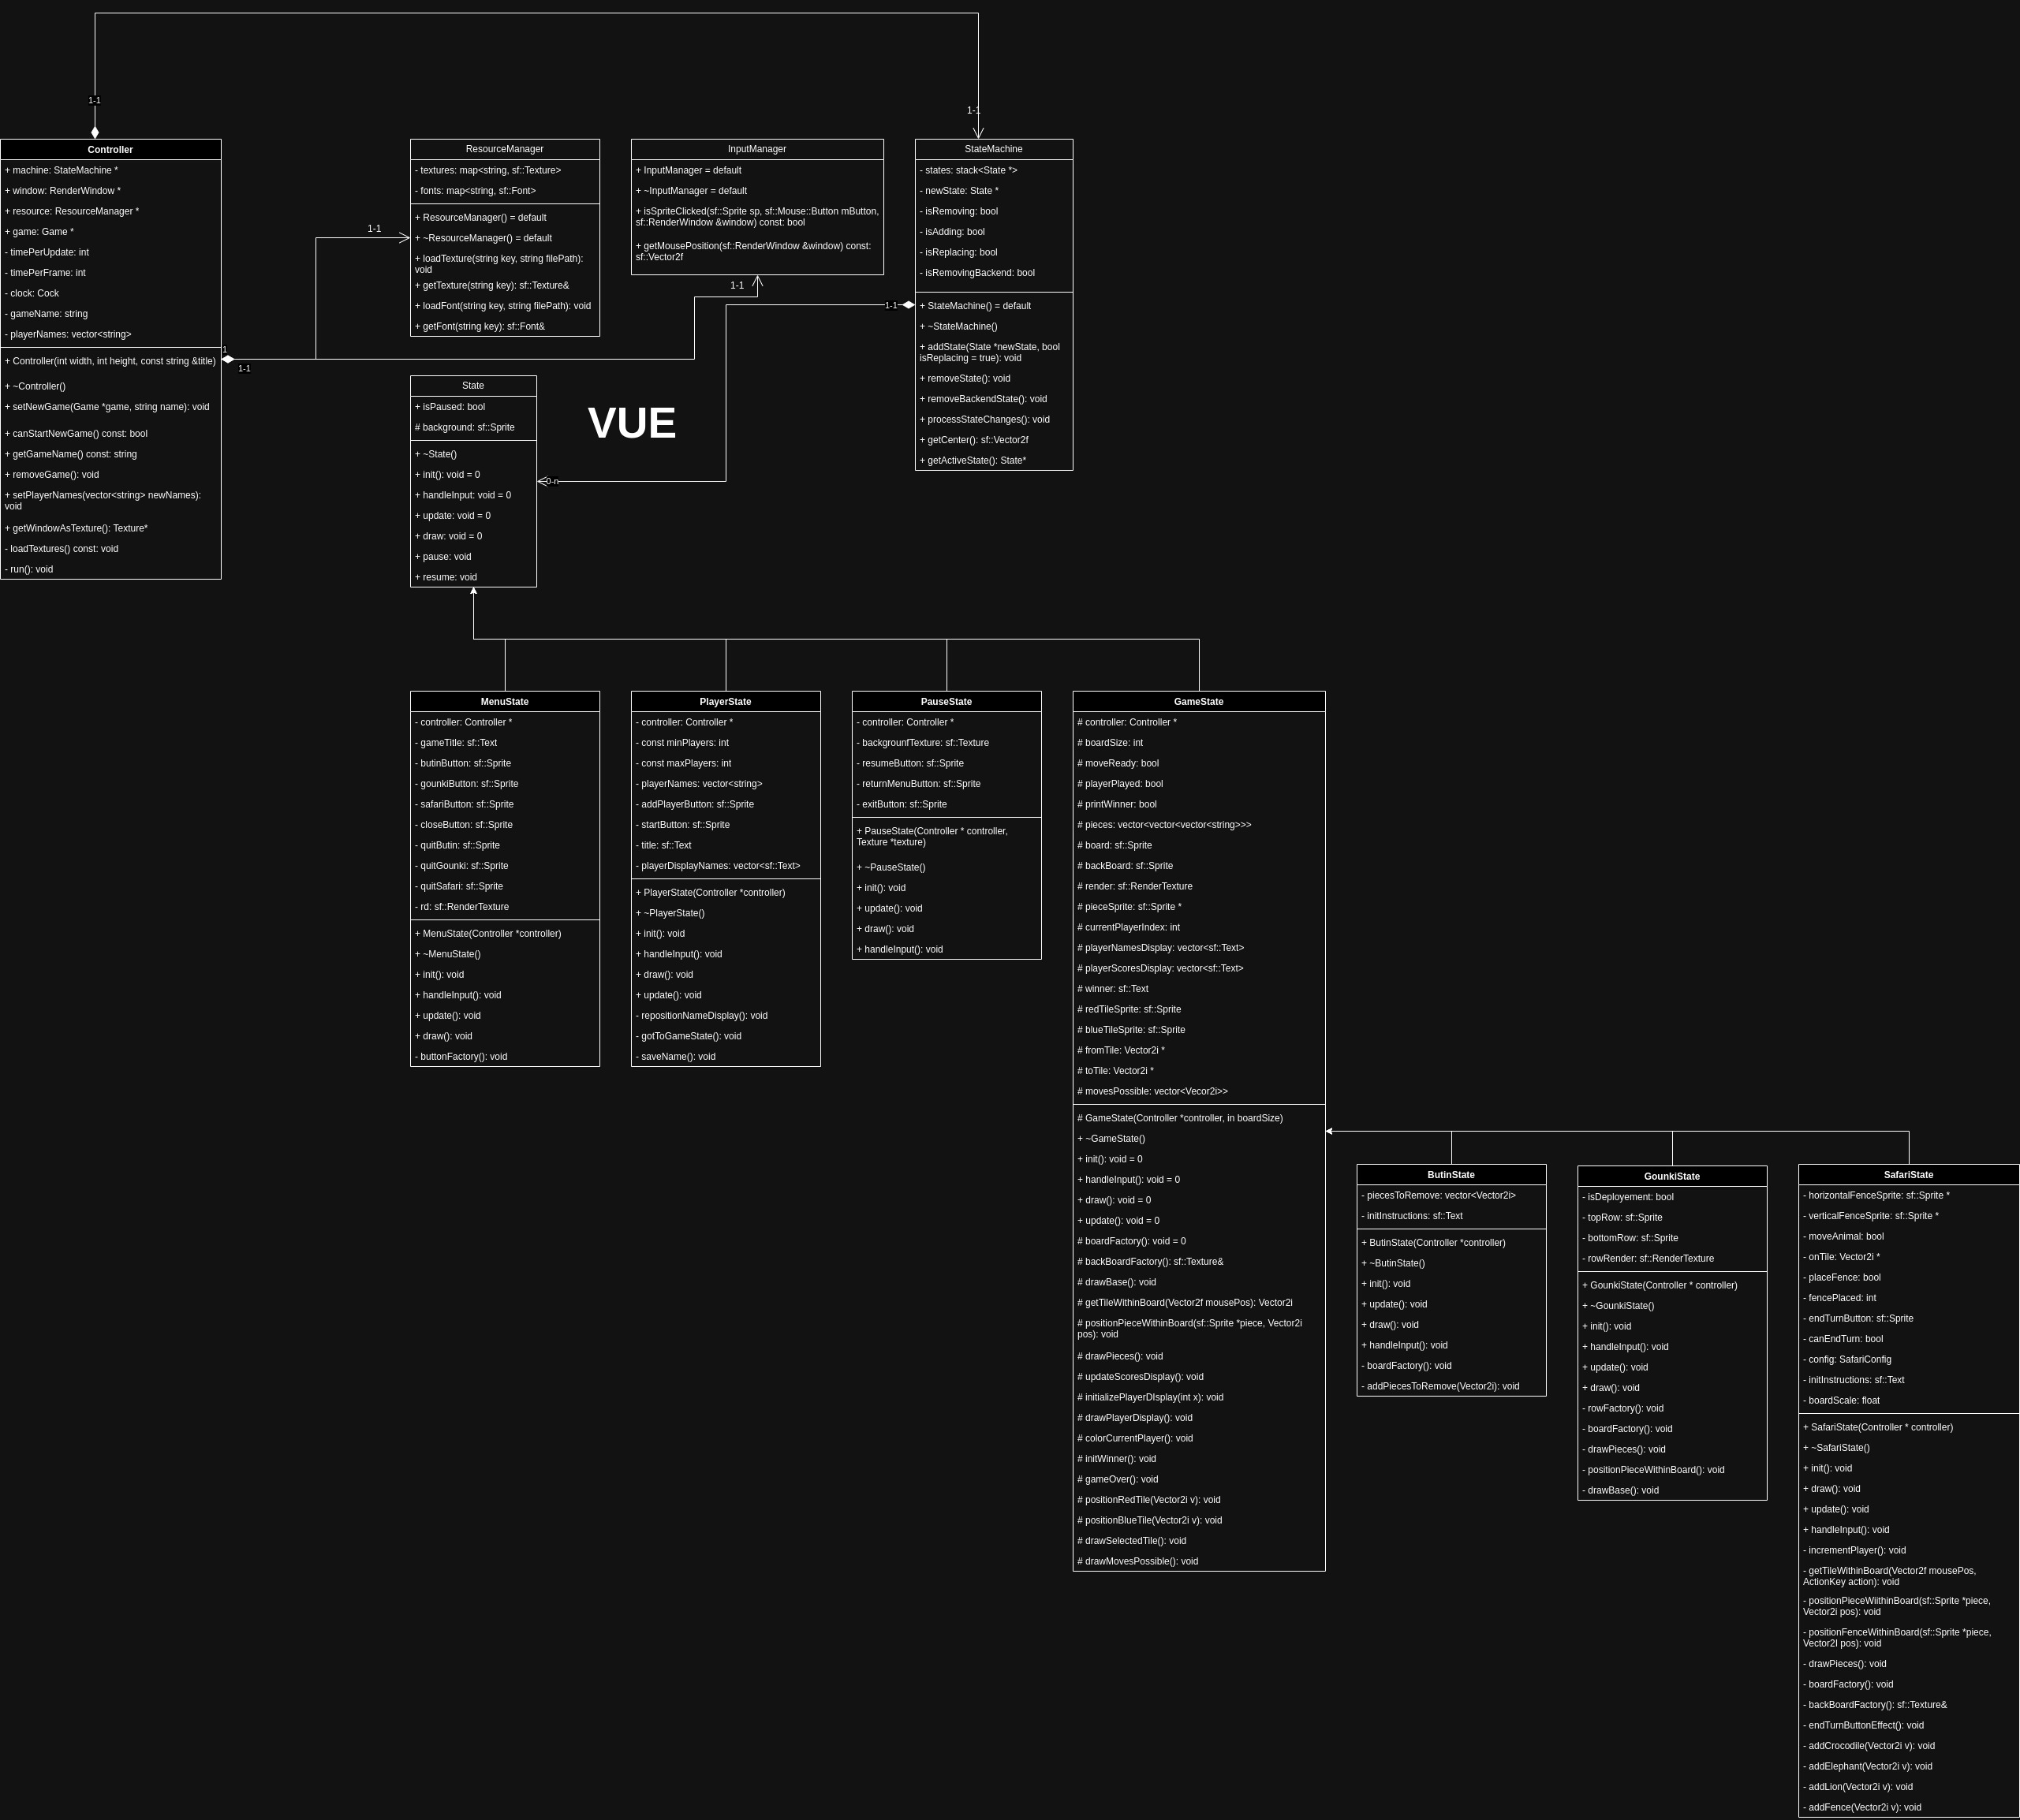 1-1
1-1
Controller
+ machine: StateMachine *
+ window: RenderWindow *
+ resource: ResourceManager *
+ game: Game *
- timePerUpdate: int
- timePerFrame: int
- clock: Cock
- gameName: string
- playerNames: vector<string>
+ Controller(int width, int height, const string &title)
+ ~Controller()
+ setNewGame(Game *game, string name): void
+ canStartNewGame() const: bool
+ getGameName() const: string
+ removeGame(): void
+ setPlayerNames(vector<string> newNames):
void
+ getWindowAsTexture(): Texture*
- loadTextures() const: void
- run(): void
1
1-1
1-1
ResourceManager
- textures: map<string, sf::Texture>
- fonts: map<string, sf::Font>
+ ResourceManager() = default
+ ~ResourceManager() = default
+ loadTexture(string key, string filePath):
void
+ getTexture(string key): sf::Texture&
+ loadFont(string key, string filePath): void
+ getFont(string key): sf::Font&
InputManager
+ InputManager = default
+ ~InputManager = default
+ isSpriteClicked(sf::Sprite sp, sf::Mouse::Button mButton,
sf::RenderWindow &window) const: bool
+ getMousePosition(sf::RenderWindow &window) const:
sf::Vector2f
1-1
1-1
StateMachine
- states: stack<State *>
- newState: State *
- isRemoving: bool
- isAdding: bool
- isReplacing: bool
- isRemovingBackend: bool
+ StateMachine() = default
+ ~StateMachine()
+ addState(State *newState, bool
isReplacing = true): void
+ removeState(): void
+ removeBackendState(): void
+ processStateChanges(): void
+ getCenter(): sf::Vector2f
+ getActiveState(): State*
State
+ isPaused: bool
# background: sf::Sprite
+ ~State()
+ init(): void = 0
+ handleInput: void = 0
+ update: void = 0
+ draw: void = 0
+ pause: void
+ resume: void
0-n
VUE
MenuState
- controller: Controller *
- gameTitle: sf::Text
- butinButton: sf::Sprite
- gounkiButton: sf::Sprite
- safariButton: sf::Sprite
- closeButton: sf::Sprite
- quitButin: sf::Sprite
- quitGounki: sf::Sprite
- quitSafari: sf::Sprite
- rd: sf::RenderTexture
+ MenuState(Controller *controller)
+ ~MenuState()
+ init(): void
+ handleInput(): void
+ update(): void
+ draw(): void
- buttonFactory(): void
PlayerState
- controller: Controller *
- const minPlayers: int
- const maxPlayers: int
- playerNames: vector<string>
- addPlayerButton: sf::Sprite
- startButton: sf::Sprite
- title: sf::Text
- playerDisplayNames: vector<sf::Text>
+ PlayerState(Controller *controller)
+ ~PlayerState()
+ init(): void
+ handleInput(): void
+ draw(): void
+ update(): void
- repositionNameDisplay(): void
- gotToGameState(): void
- saveName(): void
PauseState
- controller: Controller *
- backgrounfTexture: sf::Texture
- resumeButton: sf::Sprite
- returnMenuButton: sf::Sprite
- exitButton: sf::Sprite
+ PauseState(Controller * controller,
Texture *texture)
+ ~PauseState()
+ init(): void
+ update(): void
+ draw(): void
+ handleInput(): void
GameState
# controller: Controller *
# boardSize: int
# moveReady: bool
# playerPlayed: bool
# printWinner: bool
# pieces: vector<vector<vector<string>>>
# board: sf::Sprite
# backBoard: sf::Sprite
# render: sf::RenderTexture
# pieceSprite: sf::Sprite *
# currentPlayerIndex: int
# playerNamesDisplay: vector<sf::Text>
# playerScoresDisplay: vector<sf::Text>
# winner: sf::Text
# redTileSprite: sf::Sprite
# blueTileSprite: sf::Sprite
# fromTile: Vector2i *
# toTile: Vector2i *
# movesPossible: vector<Vecor2i>>
# GameState(Controller *controller, in boardSize)
+ ~GameState()
+ init(): void = 0
+ handleInput(): void = 0
+ draw(): void = 0
+ update(): void = 0
# boardFactory(): void = 0
# backBoardFactory(): sf::Texture&
# drawBase(): void
# getTileWithinBoard(Vector2f mousePos): Vector2i
# positionPieceWithinBoard(sf::Sprite *piece, Vector2i
pos): void
# drawPieces(): void
# updateScoresDisplay(): void
# initializePlayerDIsplay(int x): void
# drawPlayerDisplay(): void
# colorCurrentPlayer(): void
# initWinner(): void
# gameOver(): void
# positionRedTile(Vector2i v): void
# positionBlueTile(Vector2i v): void
# drawSelectedTile(): void
# drawMovesPossible(): void
ButinState
- piecesToRemove: vector<Vector2i>
- initInstructions: sf::Text
+ ButinState(Controller *controller)
+ ~ButinState()
+ init(): void
+ update(): void
+ draw(): void
+ handleInput(): void
- boardFactory(): void
- addPiecesToRemove(Vector2i): void
GounkiState
- isDeployement: bool
- topRow: sf::Sprite
- bottomRow: sf::Sprite
- rowRender: sf::RenderTexture
+ GounkiState(Controller * controller)
+ ~GounkiState()
+ init(): void
+ handleInput(): void
+ update(): void
+ draw(): void
- rowFactory(): void
- boardFactory(): void
- drawPieces(): void
- positionPieceWithinBoard(): void
- drawBase(): void
SafariState
- horizontalFenceSprite: sf::Sprite *
- verticalFenceSprite: sf::Sprite *
- moveAnimal: bool
- onTile: Vector2i *
- placeFence: bool
- fencePlaced: int
- endTurnButton: sf::Sprite
- canEndTurn: bool
- config: SafariConfig
- initInstructions: sf::Text
- boardScale: float
+ SafariState(Controller * controller)
+ ~SafariState()
+ init(): void
+ draw(): void
+ update(): void
+ handleInput(): void
- incrementPlayer(): void
- getTileWithinBoard(Vector2f mousePos,
ActionKey action): void
- positionPieceWiithinBoard(sf::Sprite *piece,
Vector2i pos): void
- positionFenceWithinBoard(sf::Sprite *piece,
Vector2I pos): void
- drawPieces(): void
- boardFactory(): void
- backBoardFactory(): sf::Texture&
- endTurnButtonEffect(): void
- addCrocodile(Vector2i v): void
- addElephant(Vector2i v): void
- addLion(Vector2i v): void
- addFence(Vector2i v): void